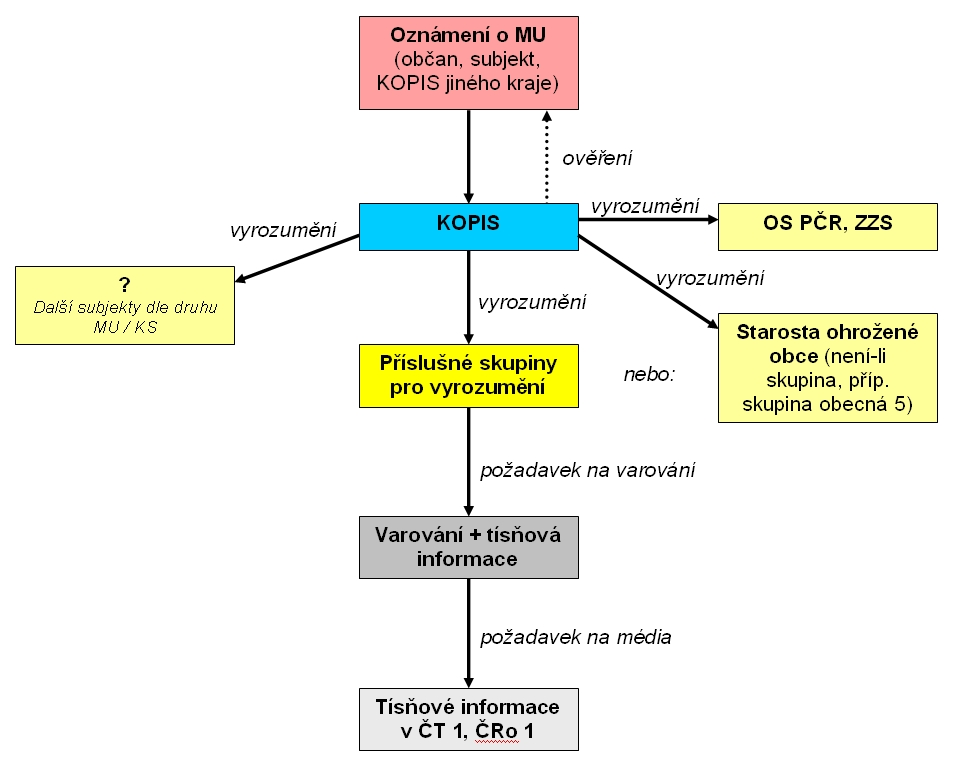 Oznámení o MU
(občan, subjekt,
KOPIS jiného kraje)
ověření
KOPIS
vyrozumění
OS PČR, ZZS
vyrozumění
?
Další subjekty dle druhu
MU / KS
vyrozumění
vyrozumění
Příslušné skupiny
pro vyrozumění
nebo:
Starosta ohrožené
obce (není-li
skupina, příp.
skupina obecná 5)
požadavek na varování
Varování + tísňová
informace
požadavek na média
Tísňové informace
v ČT 1, ČRo 1